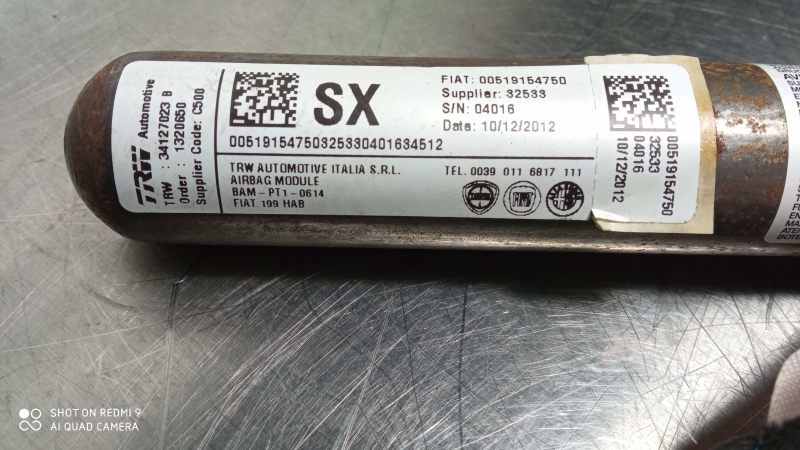 TRW Automotive
TRW : 34127023 B
Order : 1320650
Supplier Code: C500
SX
FIAT: 00519154750
Supplier: 32533
S/N: 04016
Date: 10/12/2012
00519154750325330401634512
TRW AUTOMOTIVE ITALIA S.R.L.
AIRBAG MODULE
BAM-PT1-0614
FIAT 199 HAB
TEL. 0039 011 6817 111
00519154750
32533
04016
10/12/2012
SHOT ON REDMI 9
AI QUAD CAMERA